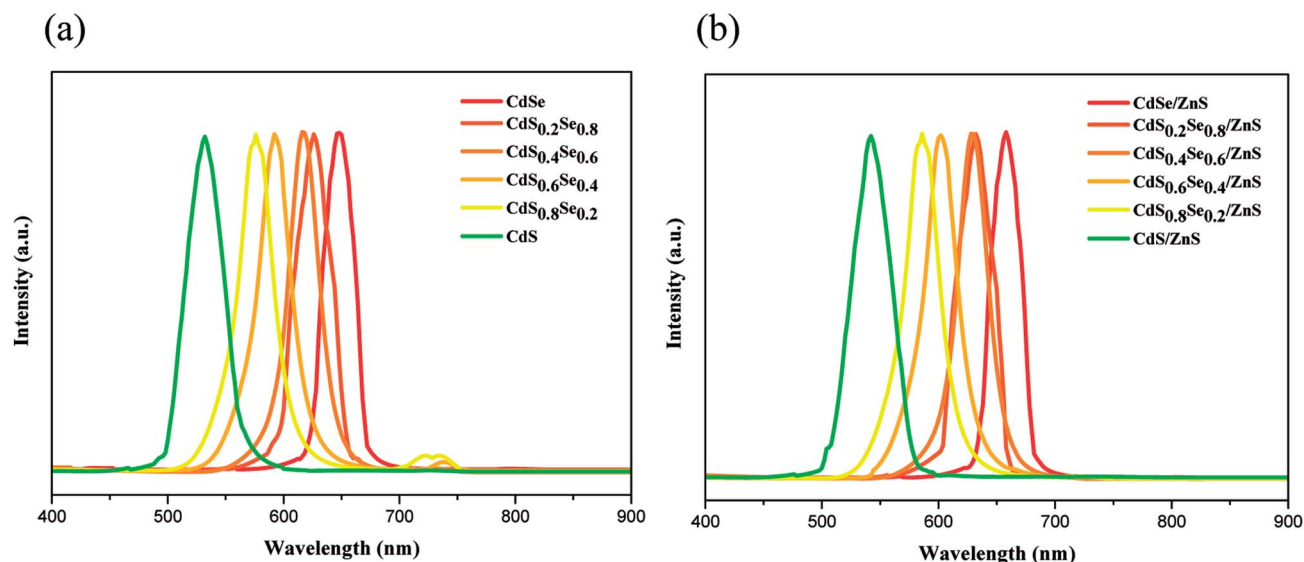 (a)
CdSe
CdS0.2Se0.8
CdS0.4Se0.6
CdS0.6Se0.4
CdS0.8Se0.2
CdS
Intensity (a.u.)
400 500 600 700 800 900
Wavelength (nm)
(b)
CdSe/ZnS
CdS0.2Se0.8/ZnS
CdS0.4Se0.6/ZnS
CdS0.6Se0.4/ZnS
CdS0.8Se0.2/ZnS
CdS/ZnS
Intensity (a.u.)
400 500 600 700 800 900
Wavelength (nm)